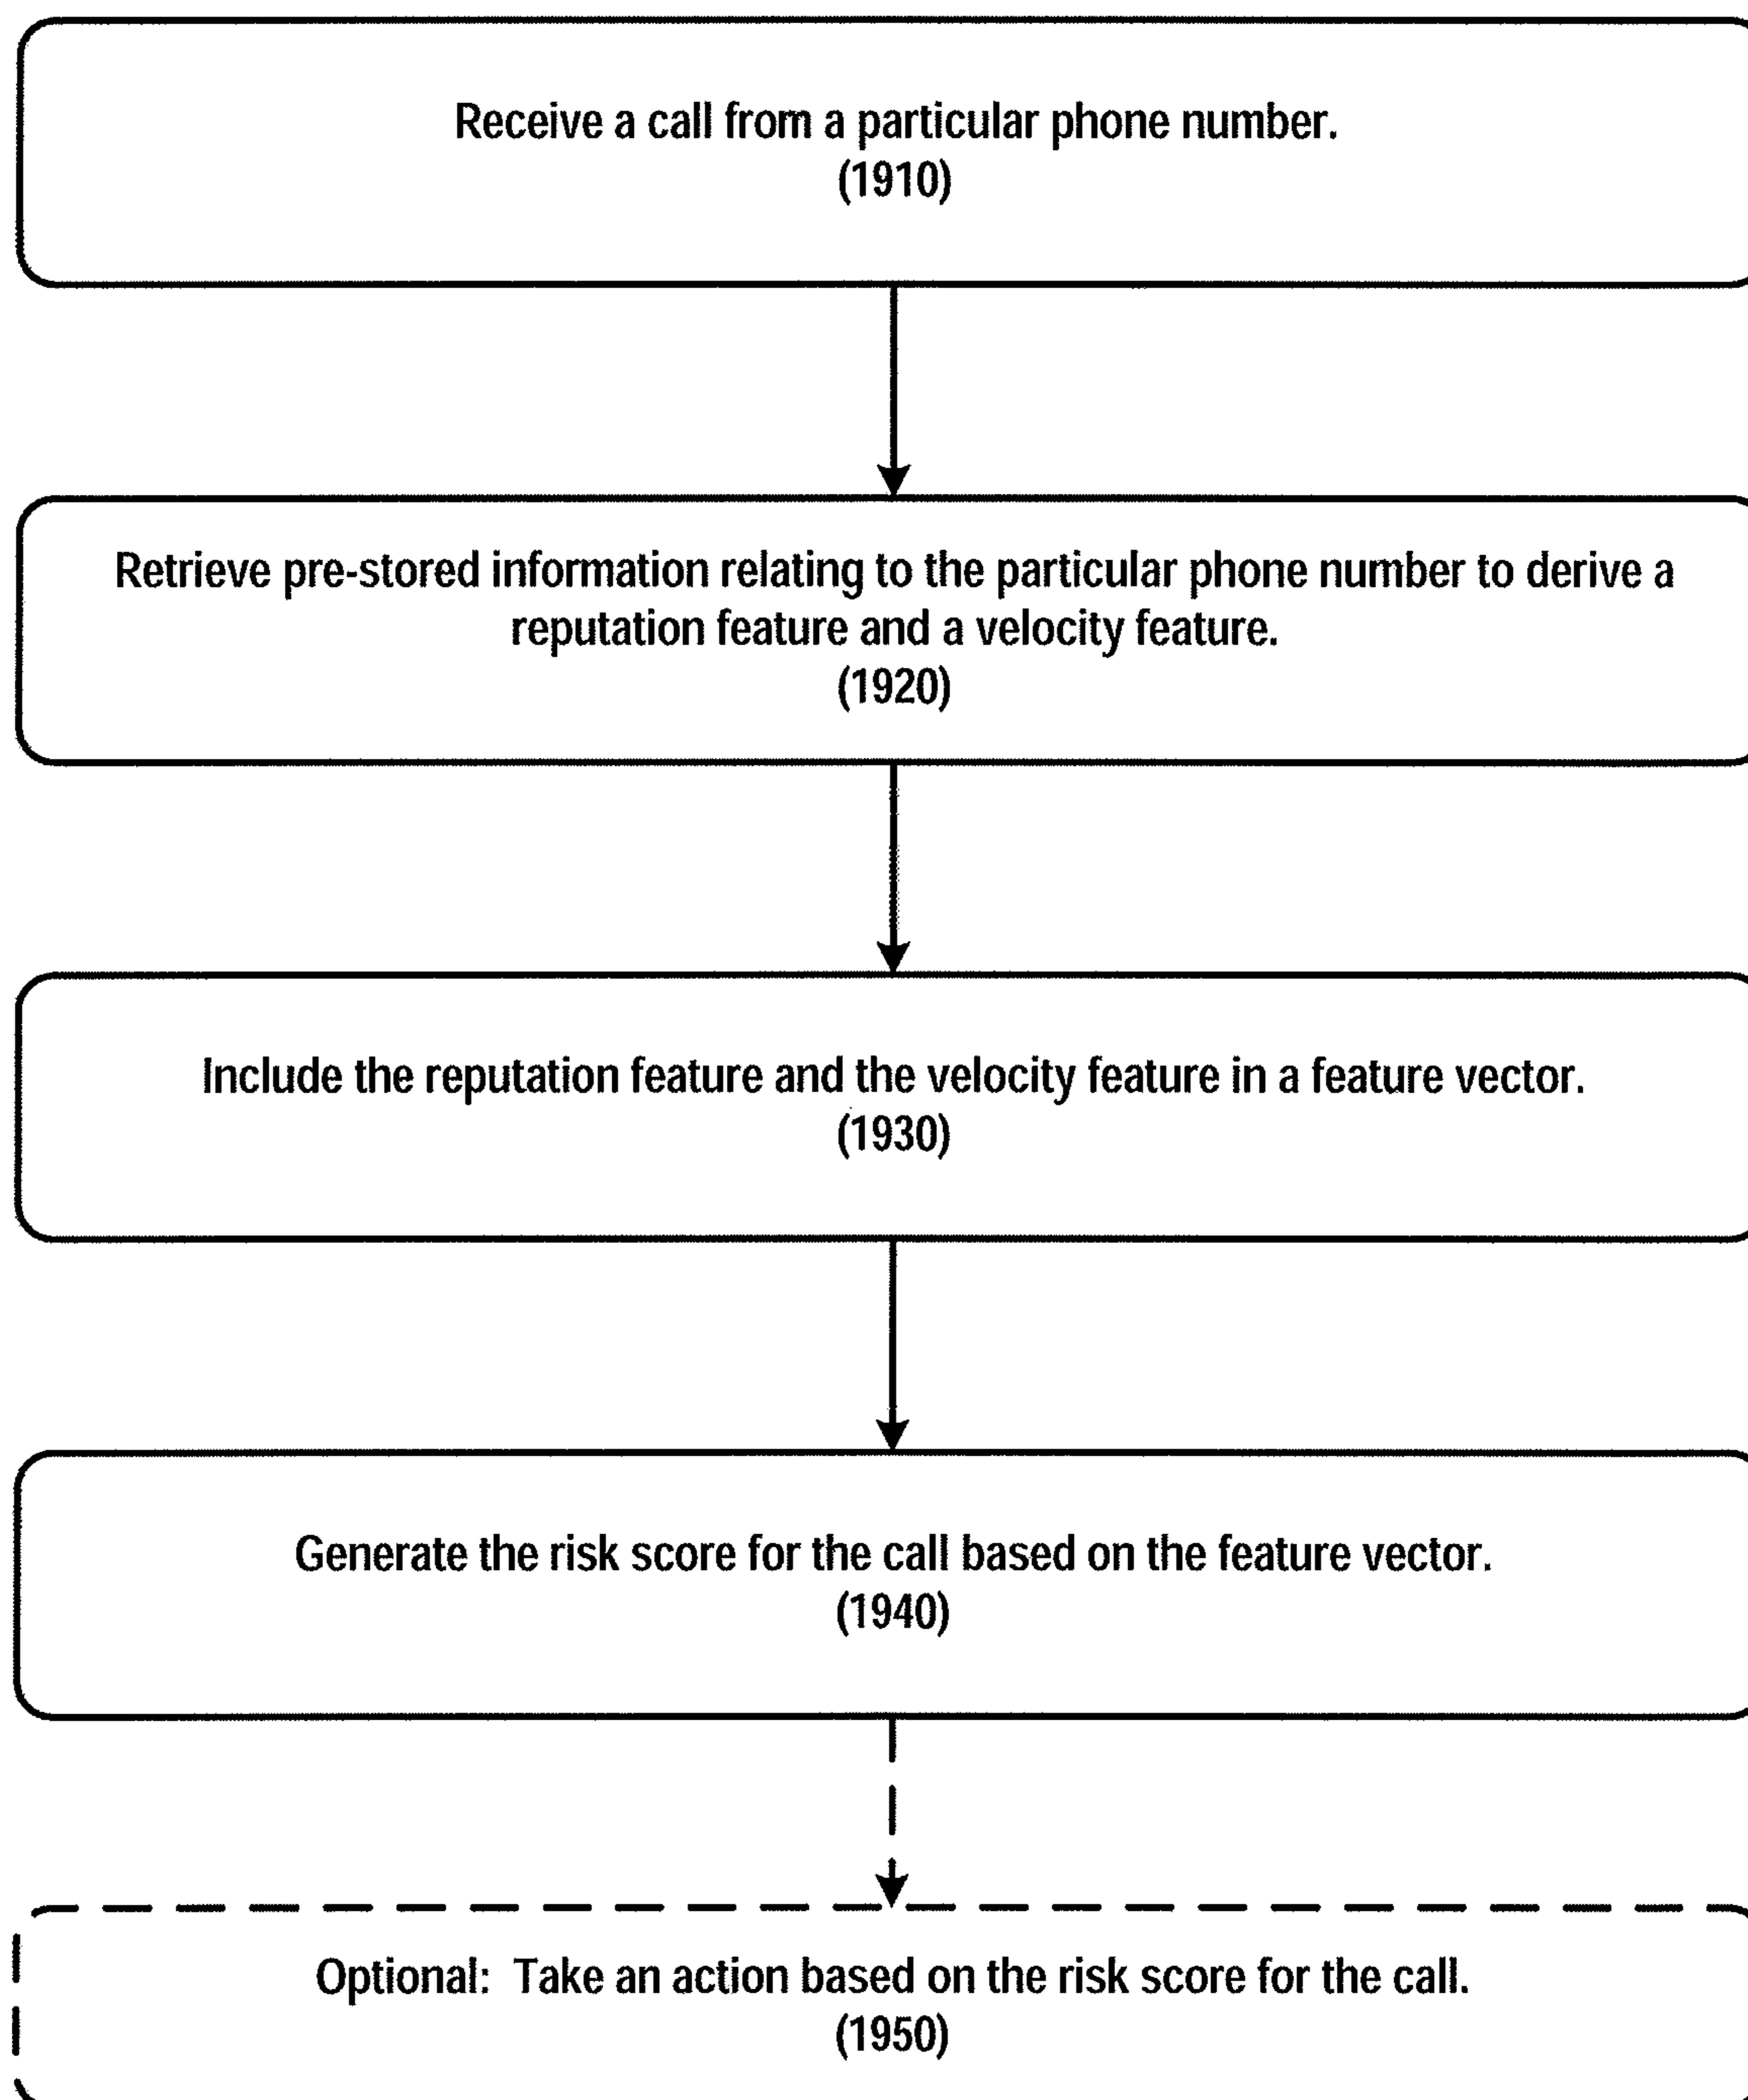 Receive a call from a particular phone number.
(1910)
Retrieve pre-stored information relating to the particular phone number to derive a
reputation feature and a velocity feature.
(1920)
Include the reputation feature and the velocity feature in a feature vector.
(1930)
Generate the risk score for the call based on the feature vector.
(1940)
Optional:  Take an action based on the risk score for the call.
(1950)